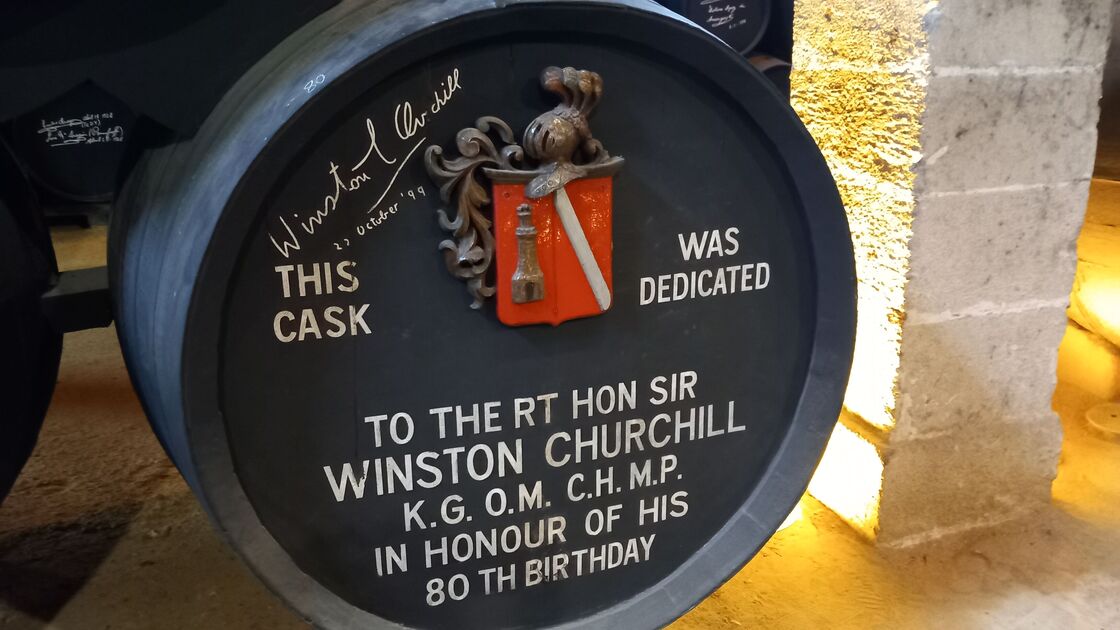 80
Winston Churchill
22 October '99
THIS
CASK
WAS
DEDICATED
TO THE RT HON SIR
WINSTON CHURCHILL
K.G. O.M. C.H. M.P.
IN HONOUR OF HIS
80 TH BIRTHDAY